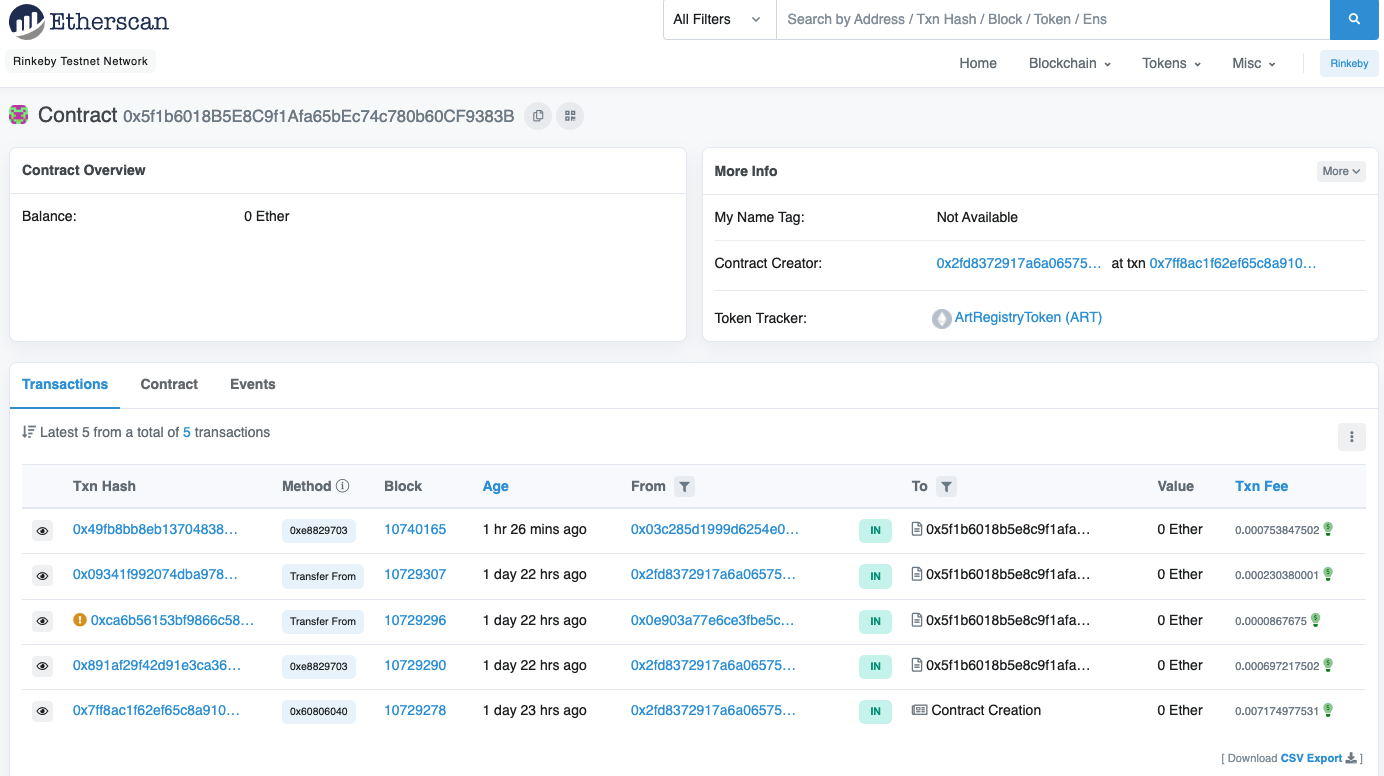 Etherscan
All Filters
Search by Address / Txn Hash / Block / Token / Ens
Rinkeby Testnet Network
Home Blockchain Tokens Misc Rinkeby
Contract 0x5f1b6018B5E8C9f1Afa65bEc74c780b60CF9383B
Contract Overview
Balance: 0 Ether
More Info More
My Name Tag: Not Available
Contract Creator: 0x2fd8372917a6a06575... at txn 0x7ff8ac1f62ef65c8a910...
Token Tracker: ArtRegistryToken (ART)
Transactions Contract Events
Latest 5 from a total of 5 transactions
Txn Hash Method Block Age From To Value Txn Fee
0x49fb8bb8eb13704838... 0xe8829703 10740165 1 hr 26 mins ago 0x03c285d1999d6254e0... IN 0x5f1b6018b5e8c9f1afa... 0 Ether 0.000753847502
0x09341f992074dba978... Transfer From 10729307 1 day 22 hrs ago 0x2fd8372917a6a06575... IN 0x5f1b6018b5e8c9f1afa... 0 Ether 0.000230380001
0xca6b56153bf9866c58... Transfer From 10729296 1 day 22 hrs ago 0x0e903a77e6ce3fbe5c... IN 0x5f1b6018b5e8c9f1afa... 0 Ether 0.0000867675
0x891af29f42d91e3ca36... 0xe8829703 10729290 1 day 22 hrs ago 0x2fd8372917a6a06575... IN 0x5f1b6018b5e8c9f1afa... 0 Ether 0.000697217502
0x7ff8ac1f62ef65c8a910... 0x60806040 10729278 1 day 23 hrs ago 0x2fd8372917a6a06575... IN Contract Creation 0 Ether 0.007174977531
[ Download CSV Export ]